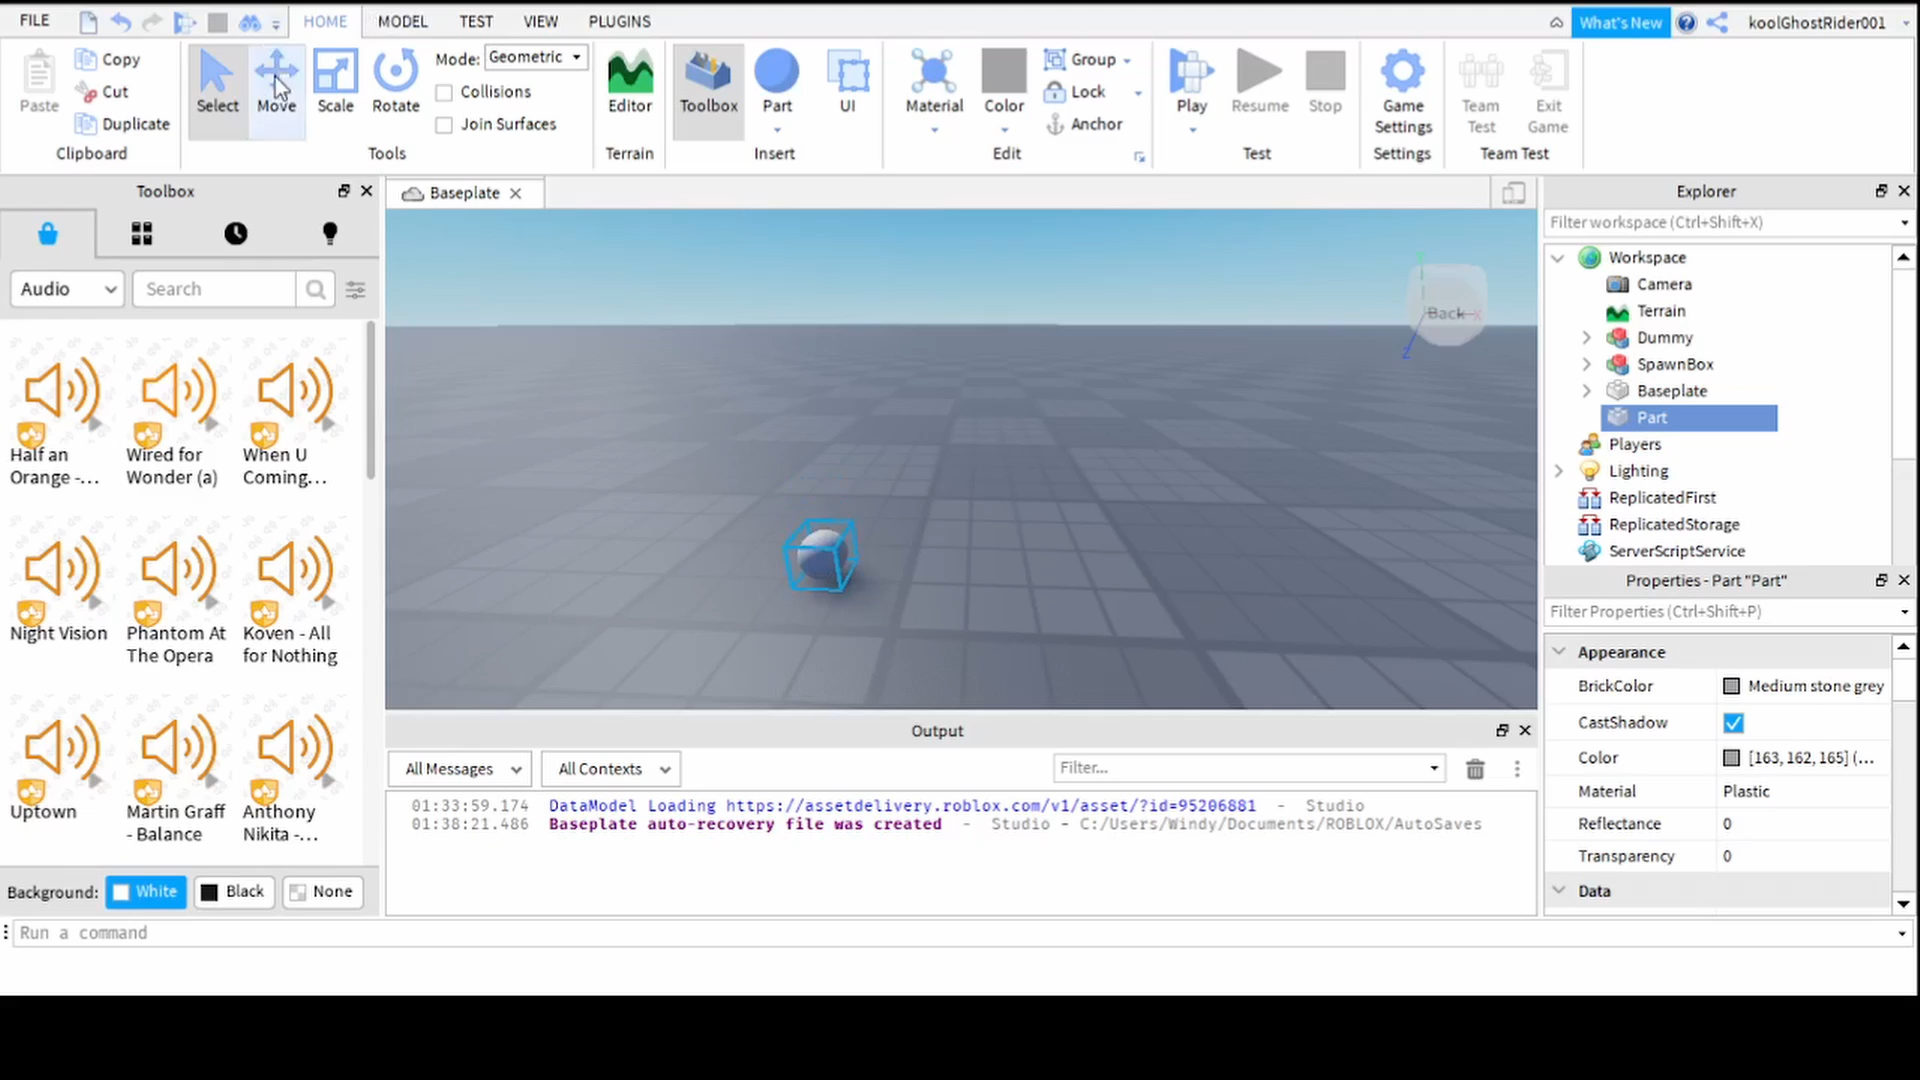 FILE
HOME
MODEL
TEST
VIEW
PLUGINS
What's New
koolGhostRider001
Paste
Copy
Cut
Duplicate
Clipboard
Select
Move
Scale
Rotate
Mode: Geometric
Collisions
Join Surfaces
Tools
Editor
Terrain
Toolbox
Part
UI
Insert
Material
Color
Group
Lock
Anchor
Edit
Play
Resume
Stop
Test
Game
Settings
Settings
Team
Test
Exit
Game
Team Test
Toolbox
Audio
Search
Half an
Orange -...
Wired for
Wonder (a)
When U
Coming...
Night Vision
Phantom At
The Opera
Koven - All
for Nothing
Uptown
Martin Graff
- Balance
Anthony
Nikita -...
Background: White Black None
Baseplate
Back
X
Z
Output
All Messages
All Contexts
Filter...
01:33:59.174 DataModel Loading https://assetdelivery.roblox.com/v1/asset/?id=95206881 - Studio
01:38:21.486 Baseplate auto-recovery file was created - Studio - C:/Users/Windy/Documents/ROBLOX/AutoSaves
Explorer
Filter workspace (Ctrl+Shift+X)
Workspace
Camera
Terrain
Dummy
SpawnBox
Baseplate
Part
Players
Lighting
ReplicatedFirst
ReplicatedStorage
ServerScriptService
Properties - Part "Part"
Filter Properties (Ctrl+Shift+P)
Appearance
BrickColor Medium stone grey
CastShadow
Color [163, 162, 165] (...
Material Plastic
Reflectance 0
Transparency 0
Data
Run a command